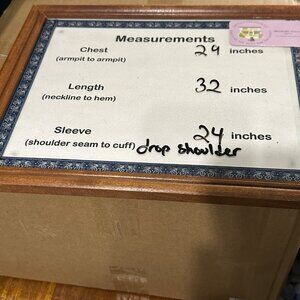 Measurements
Chest 24 inches
(armpit to armpit)
Length 32 inches
(neckline to hem)
Sleeve 24 inches
(shoulder seam to cuff) drop shoulder